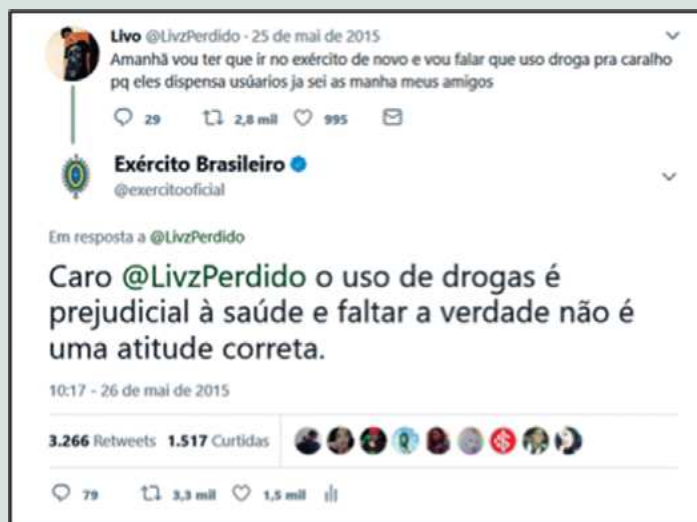 Livo @LivzPerdido · 25 de mai de 2015
Amanhã vou ter que ir no exército de novo e vou falar que uso droga pra caralho
pq eles dispensa usúarios ja sei as manha meus amigos
29 2,8 mil 995
Exército Brasileiro
@exercitooficial
Em resposta a @LivzPerdido
Caro @LivzPerdido o uso de drogas é
prejudicial à saúde e faltar a verdade não é
uma atitude correta.
10:17 - 26 de mai de 2015
3.266 Retweets 1.517 Curtidas
79 3,3 mil 1,5 mil